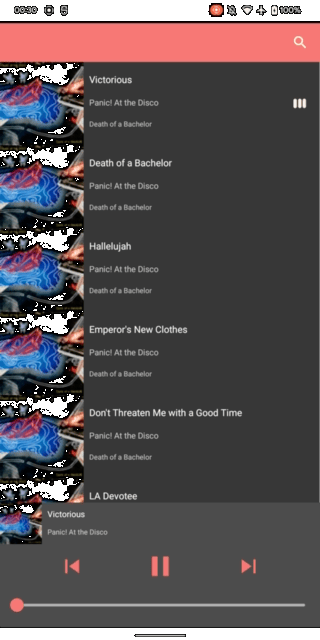 00:30
100%
Victorious
Panic! At the Disco
Death of a Bachelor
Death of a Bachelor
Panic! At the Disco
Death of a Bachelor
Hallelujah
Panic! At the Disco
Death of a Bachelor
Emperor's New Clothes
Panic! At the Disco
Death of a Bachelor
Don't Threaten Me with a Good Time
Panic! At the Disco
Death of a Bachelor
LA Devotee
Victorious
Panic! At the Disco